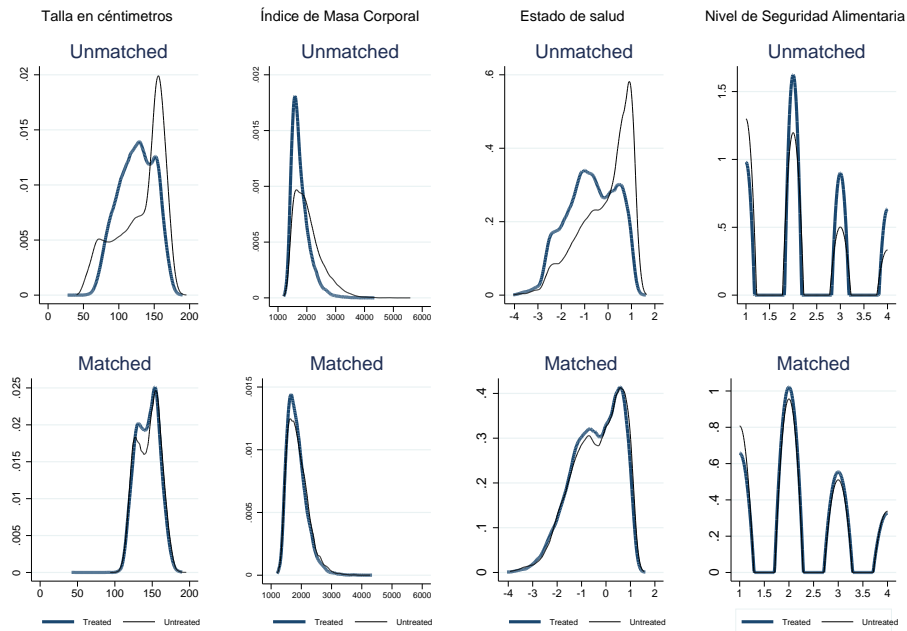 Talla en céntimetros
Índice de Masa Corporal
Estado de salud
Nivel de Seguridad Alimentaria
Unmatched
Unmatched
Unmatched
Unmatched
.02
.015
.01
.005
0
0 50 100 150 200
.002
.0015
.001
.0005
0
1000 2000 3000 4000 5000 6000
.6
.4
.2
0
-4 -3 -2 -1 0 1 2
1.5
1
.5
0
1 1.5 2 2.5 3 3.5 4
Matched
Matched
Matched
Matched
.025
.02
.015
.01
.005
0
0 50 100 150 200
.0015
.001
.0005
0
1000 2000 3000 4000 5000 6000
.4
.3
.2
.1
0
-4 -3 -2 -1 0 1 2
1
.8
.6
.4
.2
0
1 1.5 2 2.5 3 3.5 4
Treated Untreated
Treated Untreated
Treated Untreated
Treated Untreated